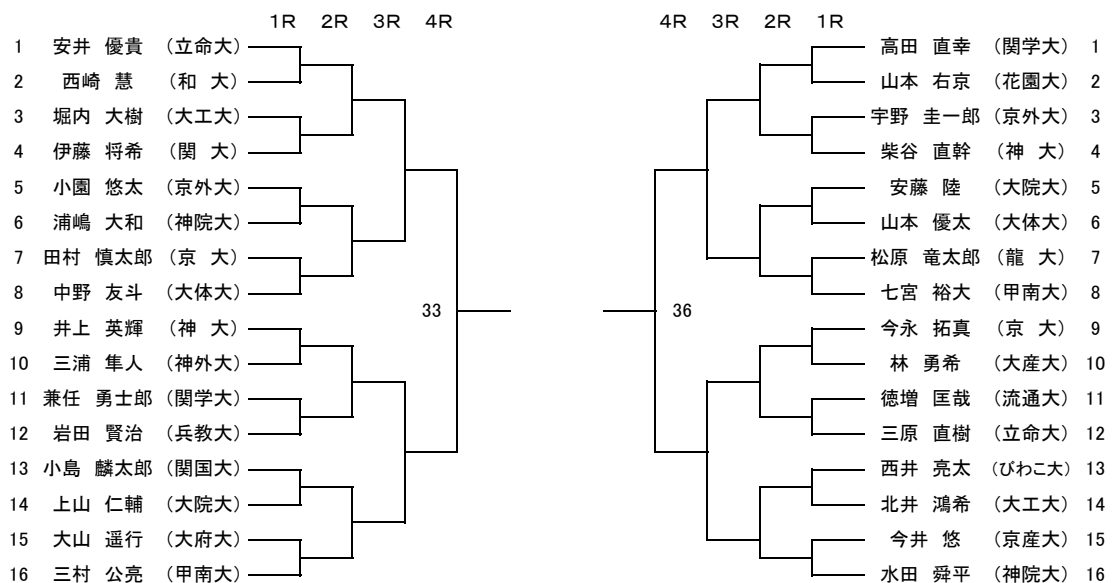 1R 2R 3R 4R
1 安井 優貴 (立命大)
2 西崎 慧 (和 大)
3 堀内 大樹 (大工大)
4 伊藤 将希 (関 大)
5 小園 悠太 (京外大)
6 浦嶋 大和 (神院大)
7 田村 慎太郎 (京 大)
8 中野 友斗 (大体大)
33
9 井上 英輝 (神 大)
10 三浦 隼人 (神外大)
11 兼任 勇士郎 (関学大)
12 岩田 賢治 (兵教大)
13 小島 麟太郎 (関国大)
14 上山 仁輔 (大院大)
15 大山 遥行 (大府大)
16 三村 公亮 (甲南大)
4R 3R 2R 1R
高田 直幸 (関学大) 1
山本 右京 (花園大) 2
宇野 圭一郎 (京外大) 3
柴谷 直幹 (神 大) 4
安藤 陸 (大院大) 5
山本 優太 (大体大) 6
松原 竜太郎 (龍 大) 7
七宮 裕大 (甲南大) 8
36
今永 拓真 (京 大) 9
林 勇希 (大産大) 10
徳増 匡哉 (流通大) 11
三原 直樹 (立命大) 12
西井 亮太 (びわこ大) 13
北井 鴻希 (大工大) 14
今井 悠 (京産大) 15
水田 舜平 (神院大) 16